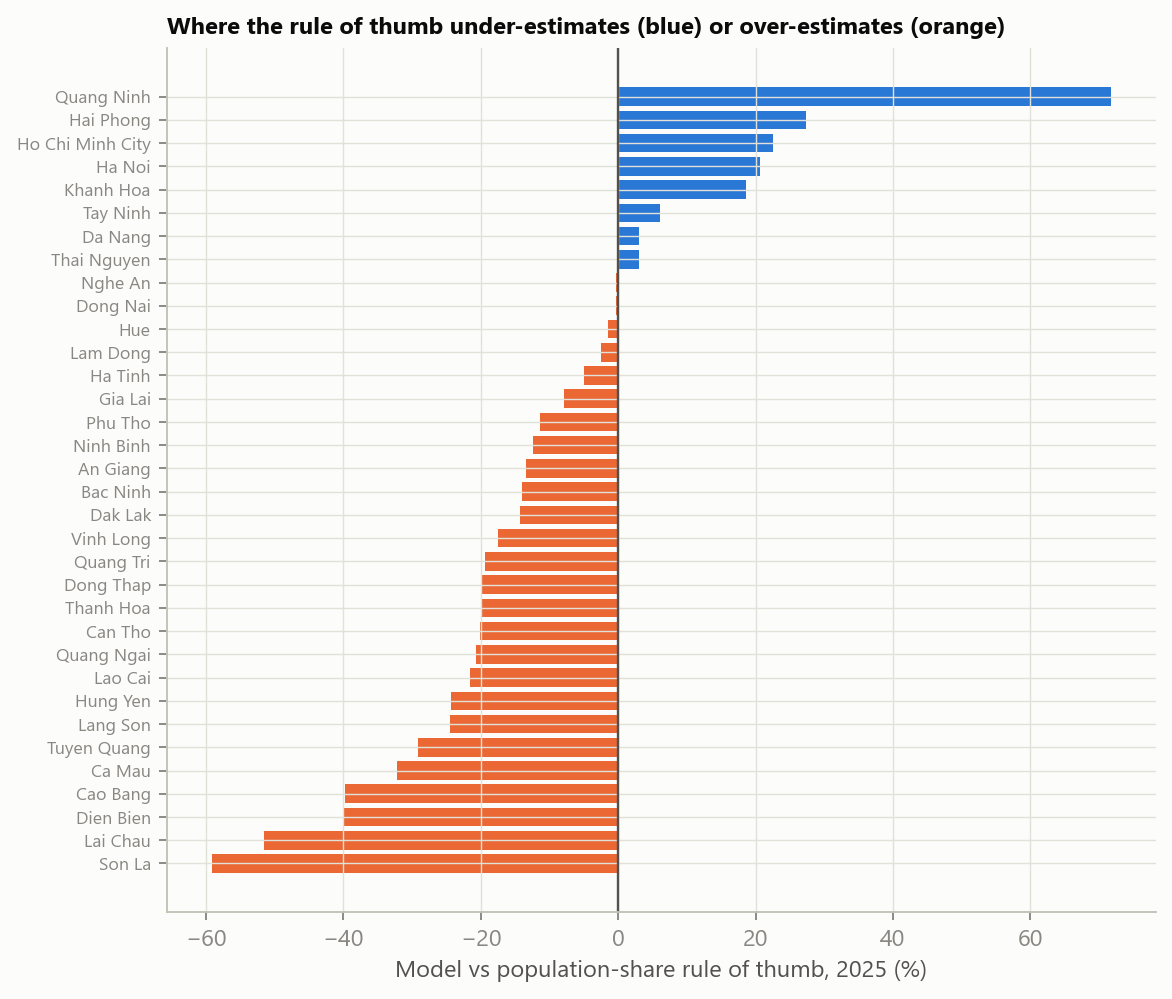 Where the rule of thumb under-estimates (blue) or over-estimates (orange)
Quang Ninh
Hai Phong
Ho Chi Minh City
Ha Noi
Khanh Hoa
Tay Ninh
Da Nang
Thai Nguyen
Nghe An
Dong Nai
Hue
Lam Dong
Ha Tinh
Gia Lai
Phu Tho
Ninh Binh
An Giang
Bac Ninh
Dak Lak
Vinh Long
Quang Tri
Dong Thap
Thanh Hoa
Can Tho
Quang Ngai
Lao Cai
Hung Yen
Lang Son
Tuyen Quang
Ca Mau
Cao Bang
Dien Bien
Lai Chau
Son La
−60 −40 −20 0 20 40 60
Model vs population-share rule of thumb, 2025 (%)